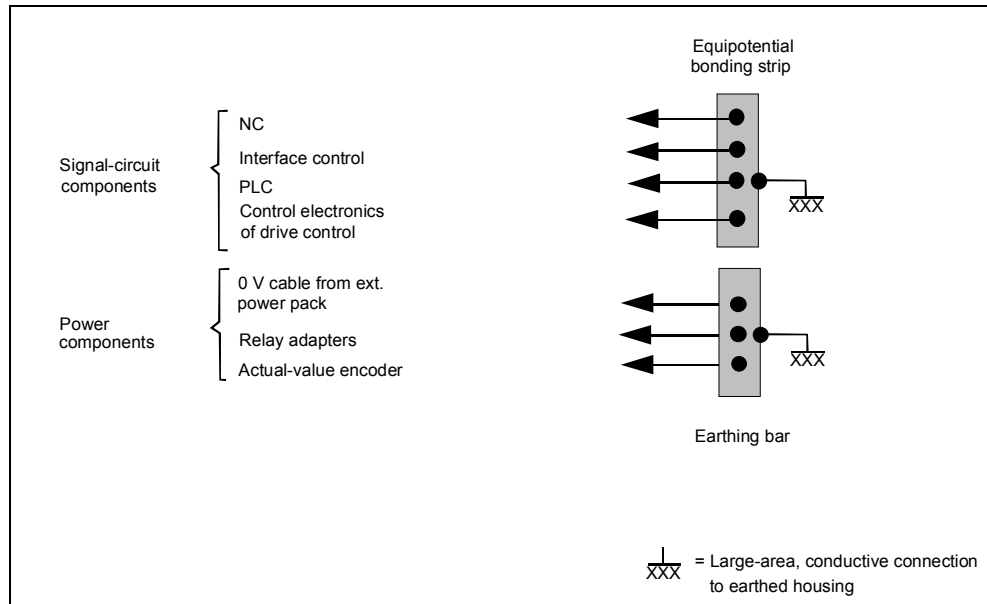 Equipotential
bonding strip
Signal-circuit
components
NC
Interface control
PLC
Control electronics
of drive control
Power
components
0 V cable from ext.
power pack
Relay adapters
Actual-value encoder
Earthing bar
XXX
XXX
XXX
= Large-area, conductive connection
to earthed housing